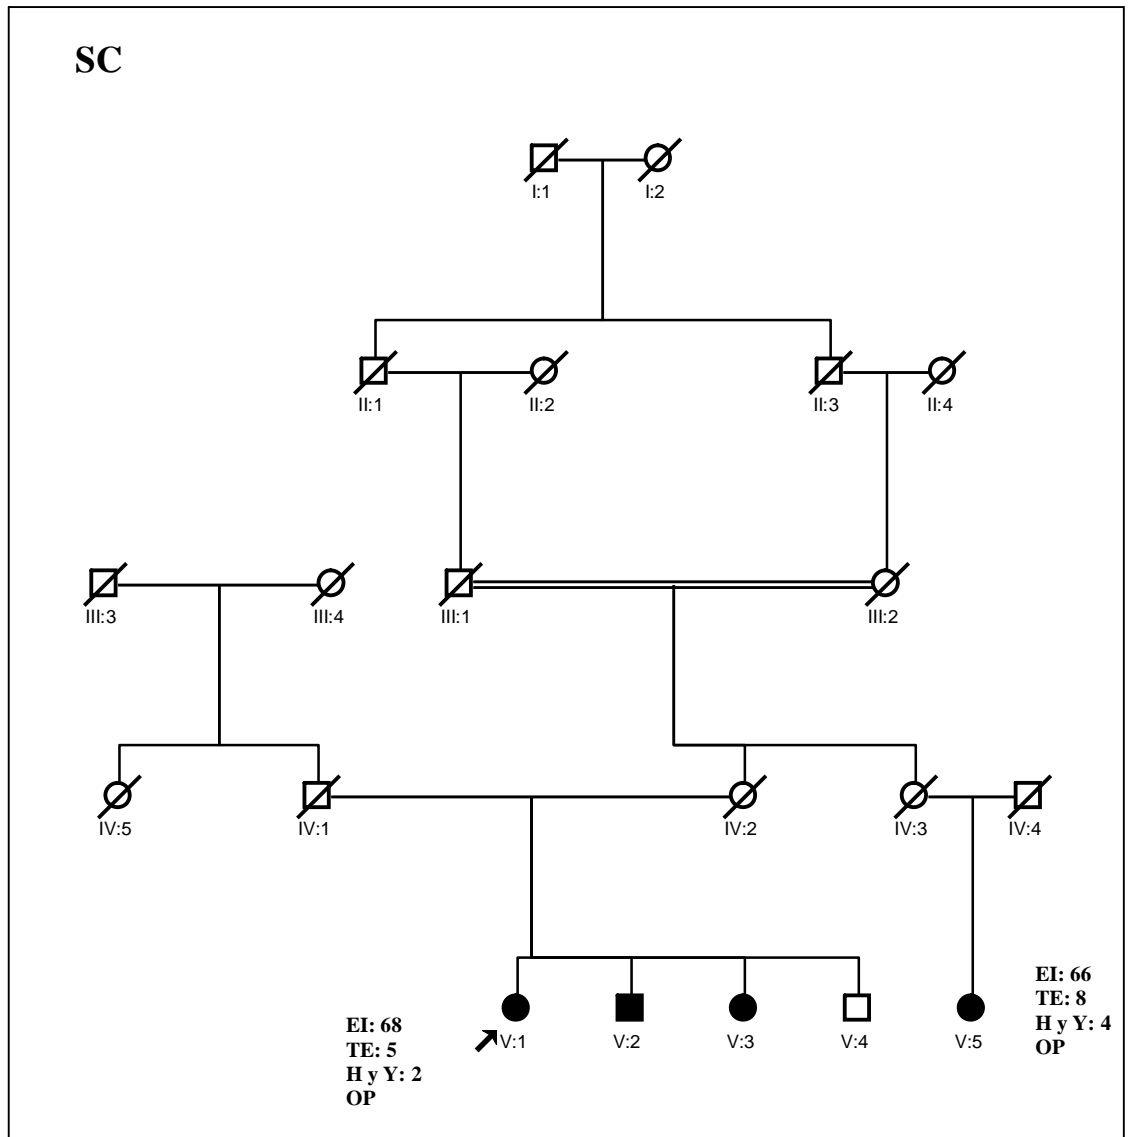 SC
I:1 I:2
II:1 II:2 II:3 II:4
III:3 III:4 III:1 III:2
IV:5 IV:1 IV:2 IV:3 IV:4
EI: 68
TE: 5
H y Y: 2
OP
V:1 V:2 V:3 V:4 V:5
EI: 66
TE: 8
H y Y: 4
OP